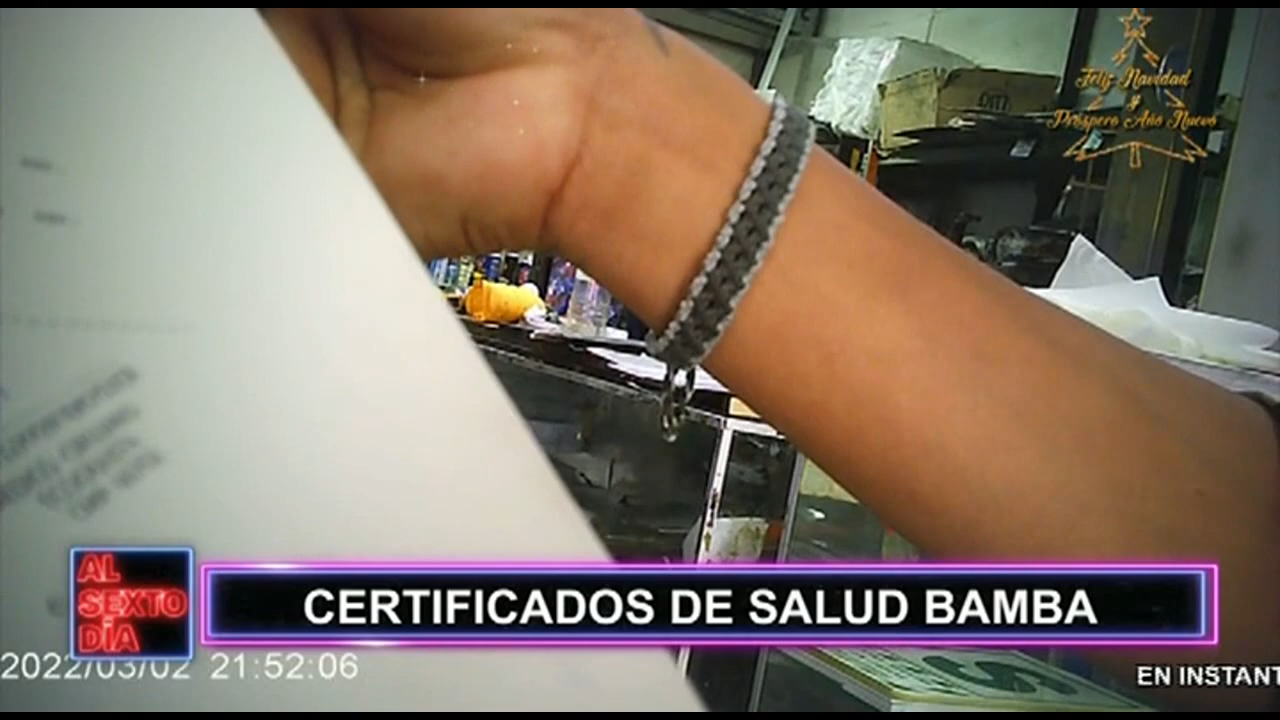 Feliz Navidad
y
Próspero Año Nuevo
AL
SEXTO
DÍA
CERTIFICADOS DE SALUD BAMBA
2022/03/02 21:52:06
EN INSTANT